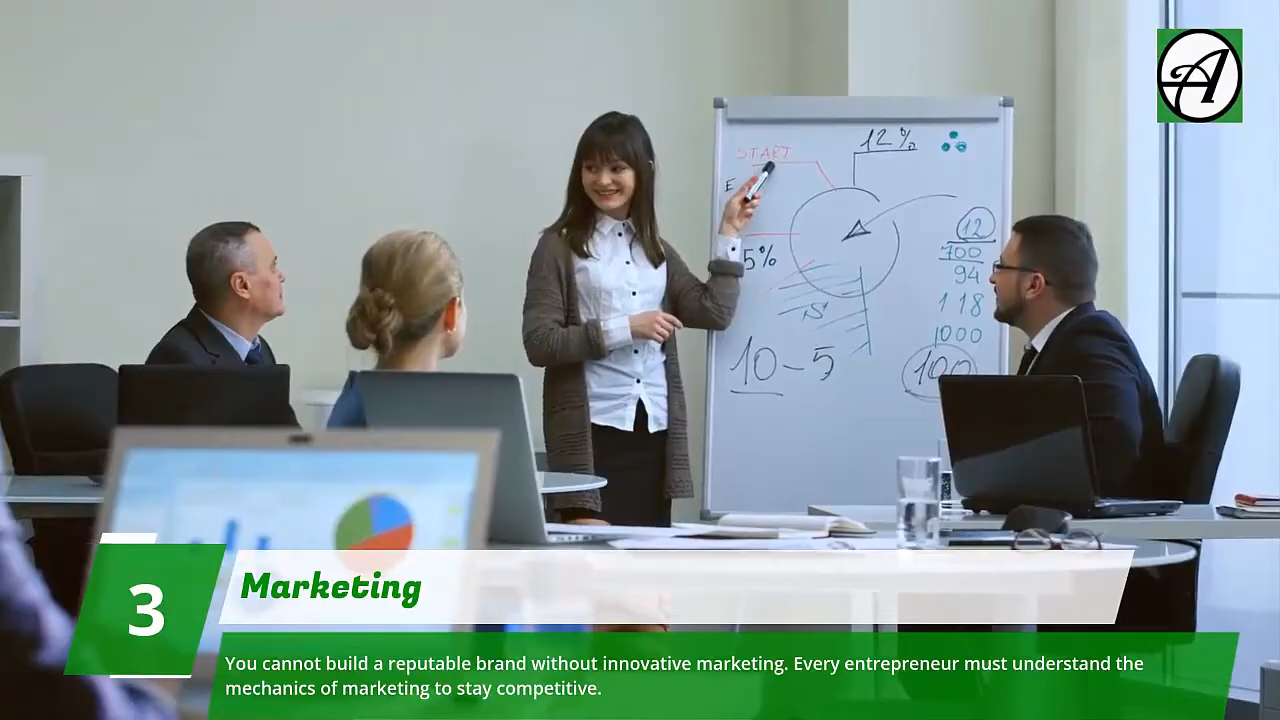 A
START
12%
E
5%
12
700
94
118
1000
100
10-5
3
Marketing
You cannot build a reputable brand without innovative marketing. Every entrepreneur must understand the
mechanics of marketing to stay competitive.